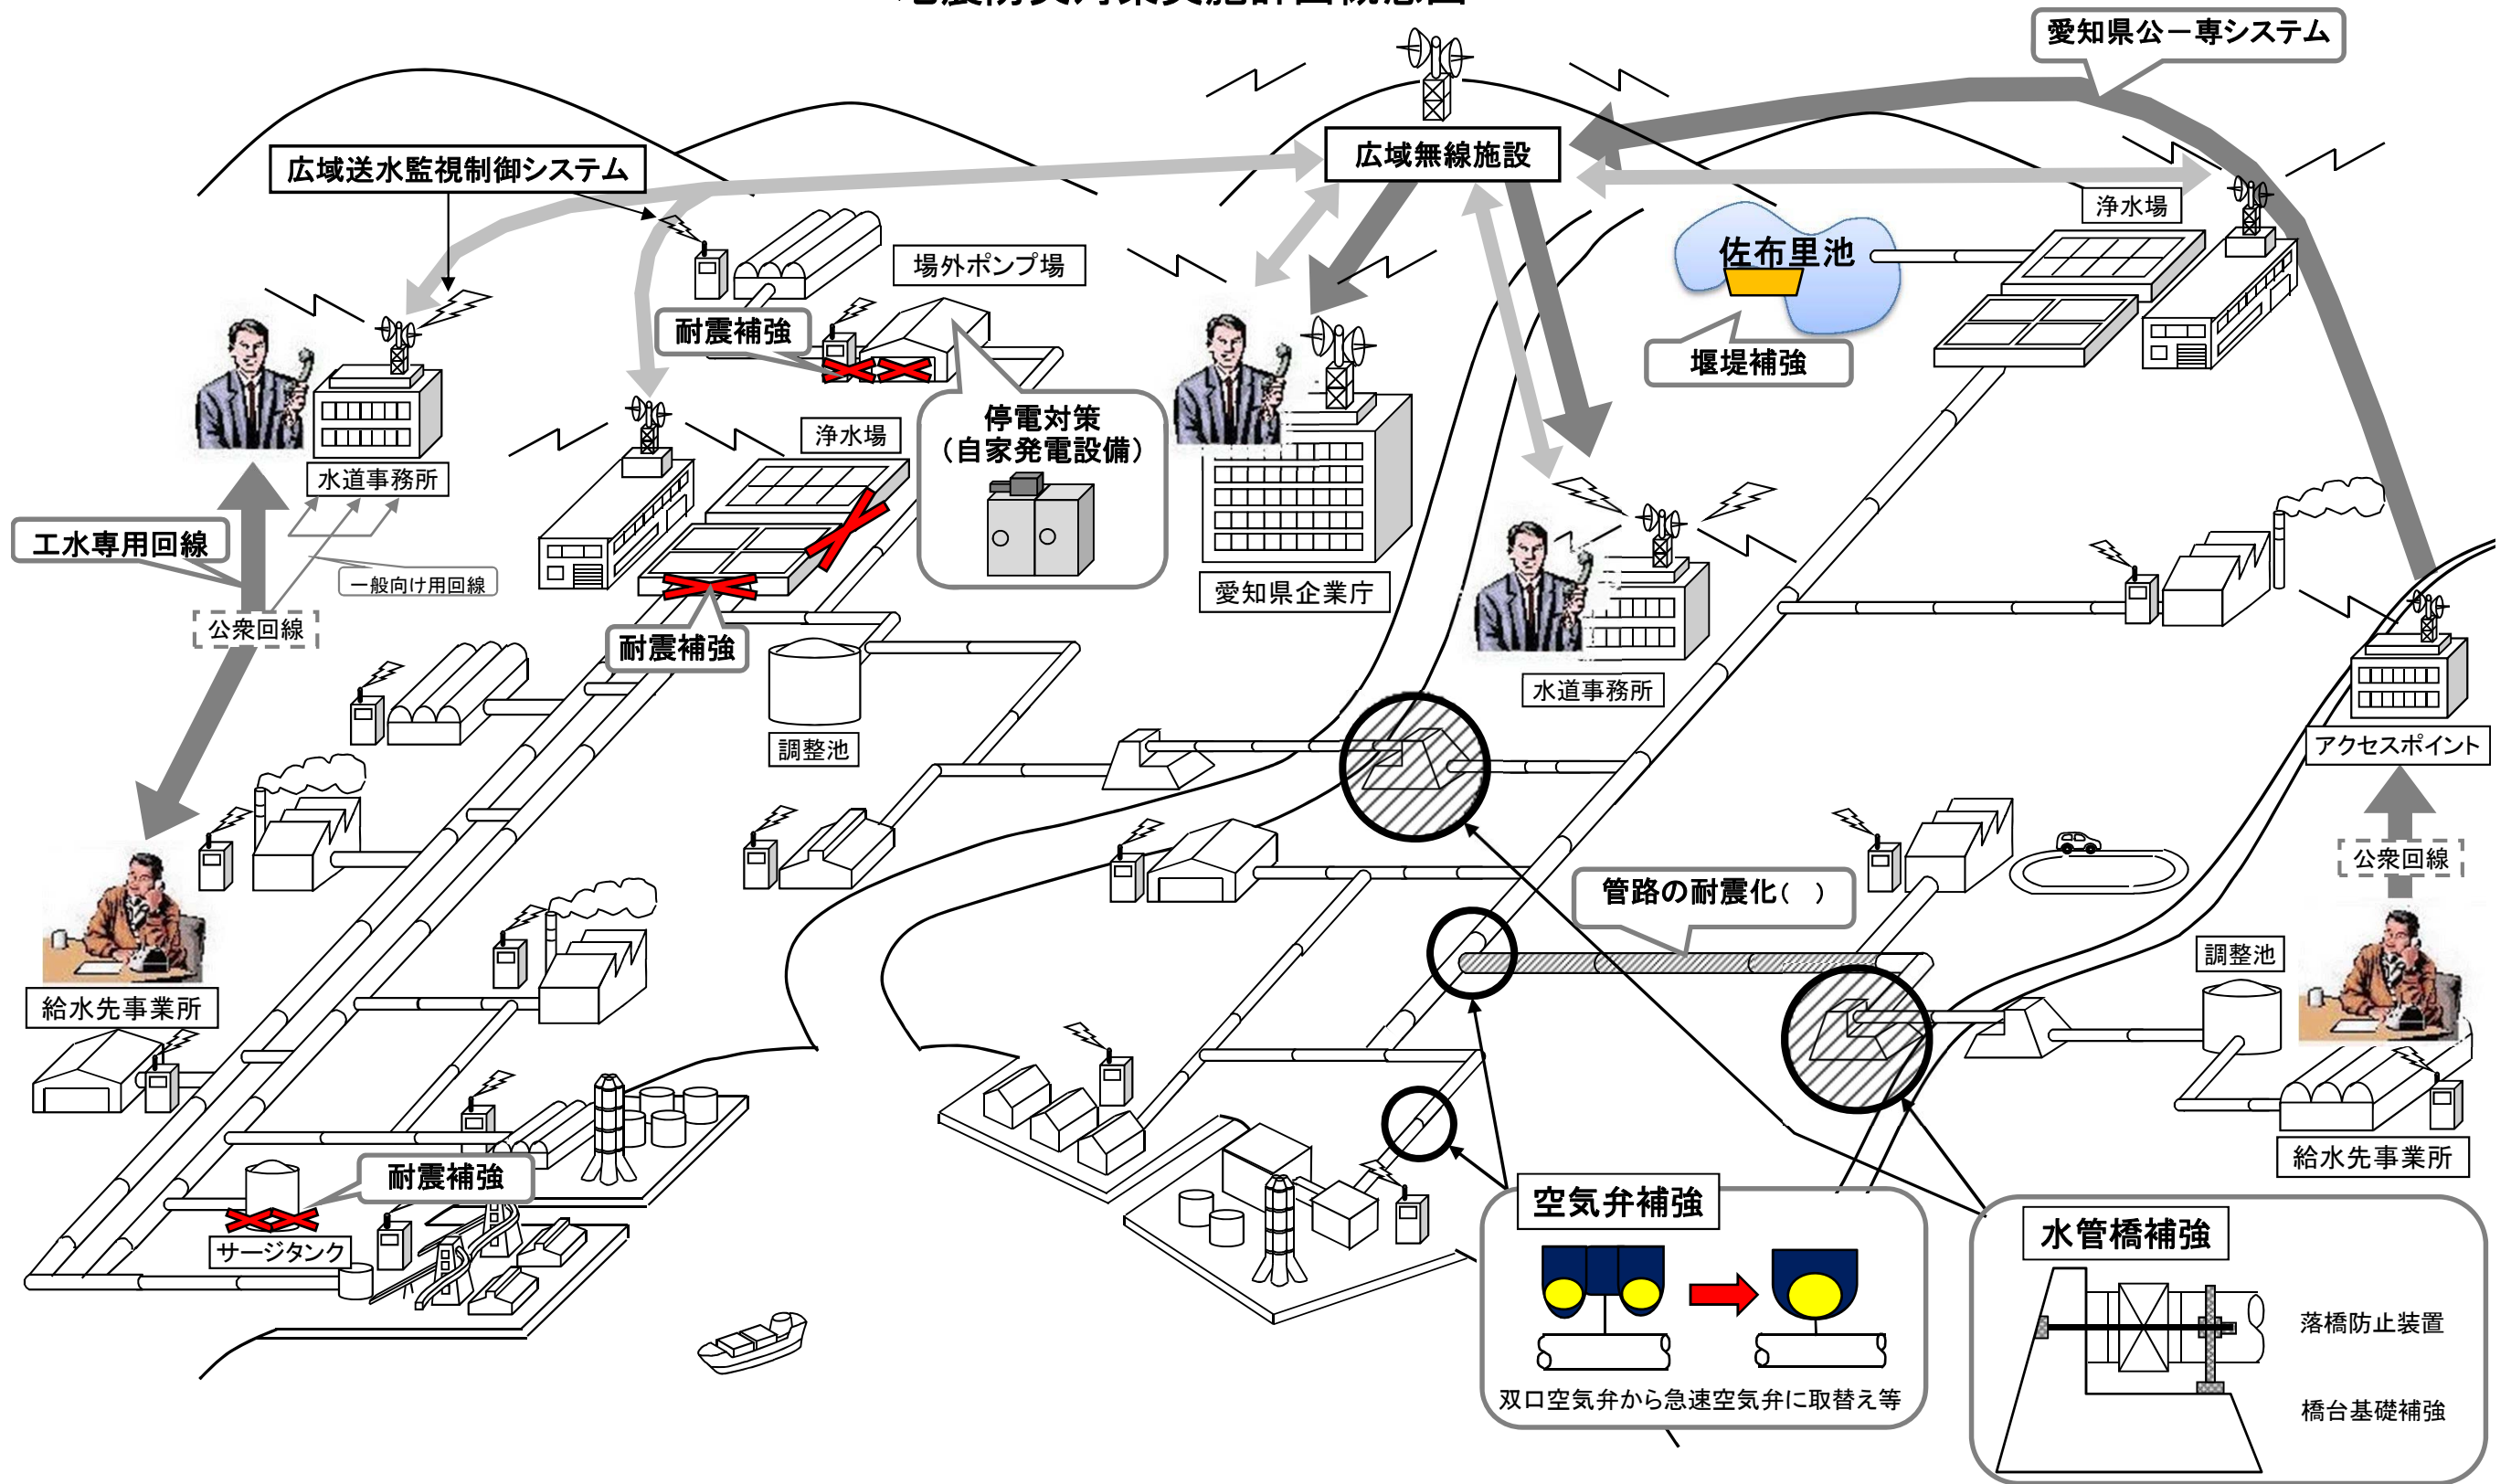 愛知県公－専システム
広域無線施設
広域送水監視制御システム
浄水場
佐布里池
場外ポンプ場
耐震補強
堰堤補強
停電対策
（自家発電設備）
浄水場
水道事務所
工水専用回線
一般向け用回線
愛知県企業庁
公衆回線
耐震補強
水道事務所
調整池
アクセスポイント
公衆回線
管路の耐震化（　）
調整池
給水先事業所
給水先事業所
耐震補強
サージタンク
空気弁補強
双口空気弁から急速空気弁に取替え等
水管橋補強
落橋防止装置
橋台基礎補強